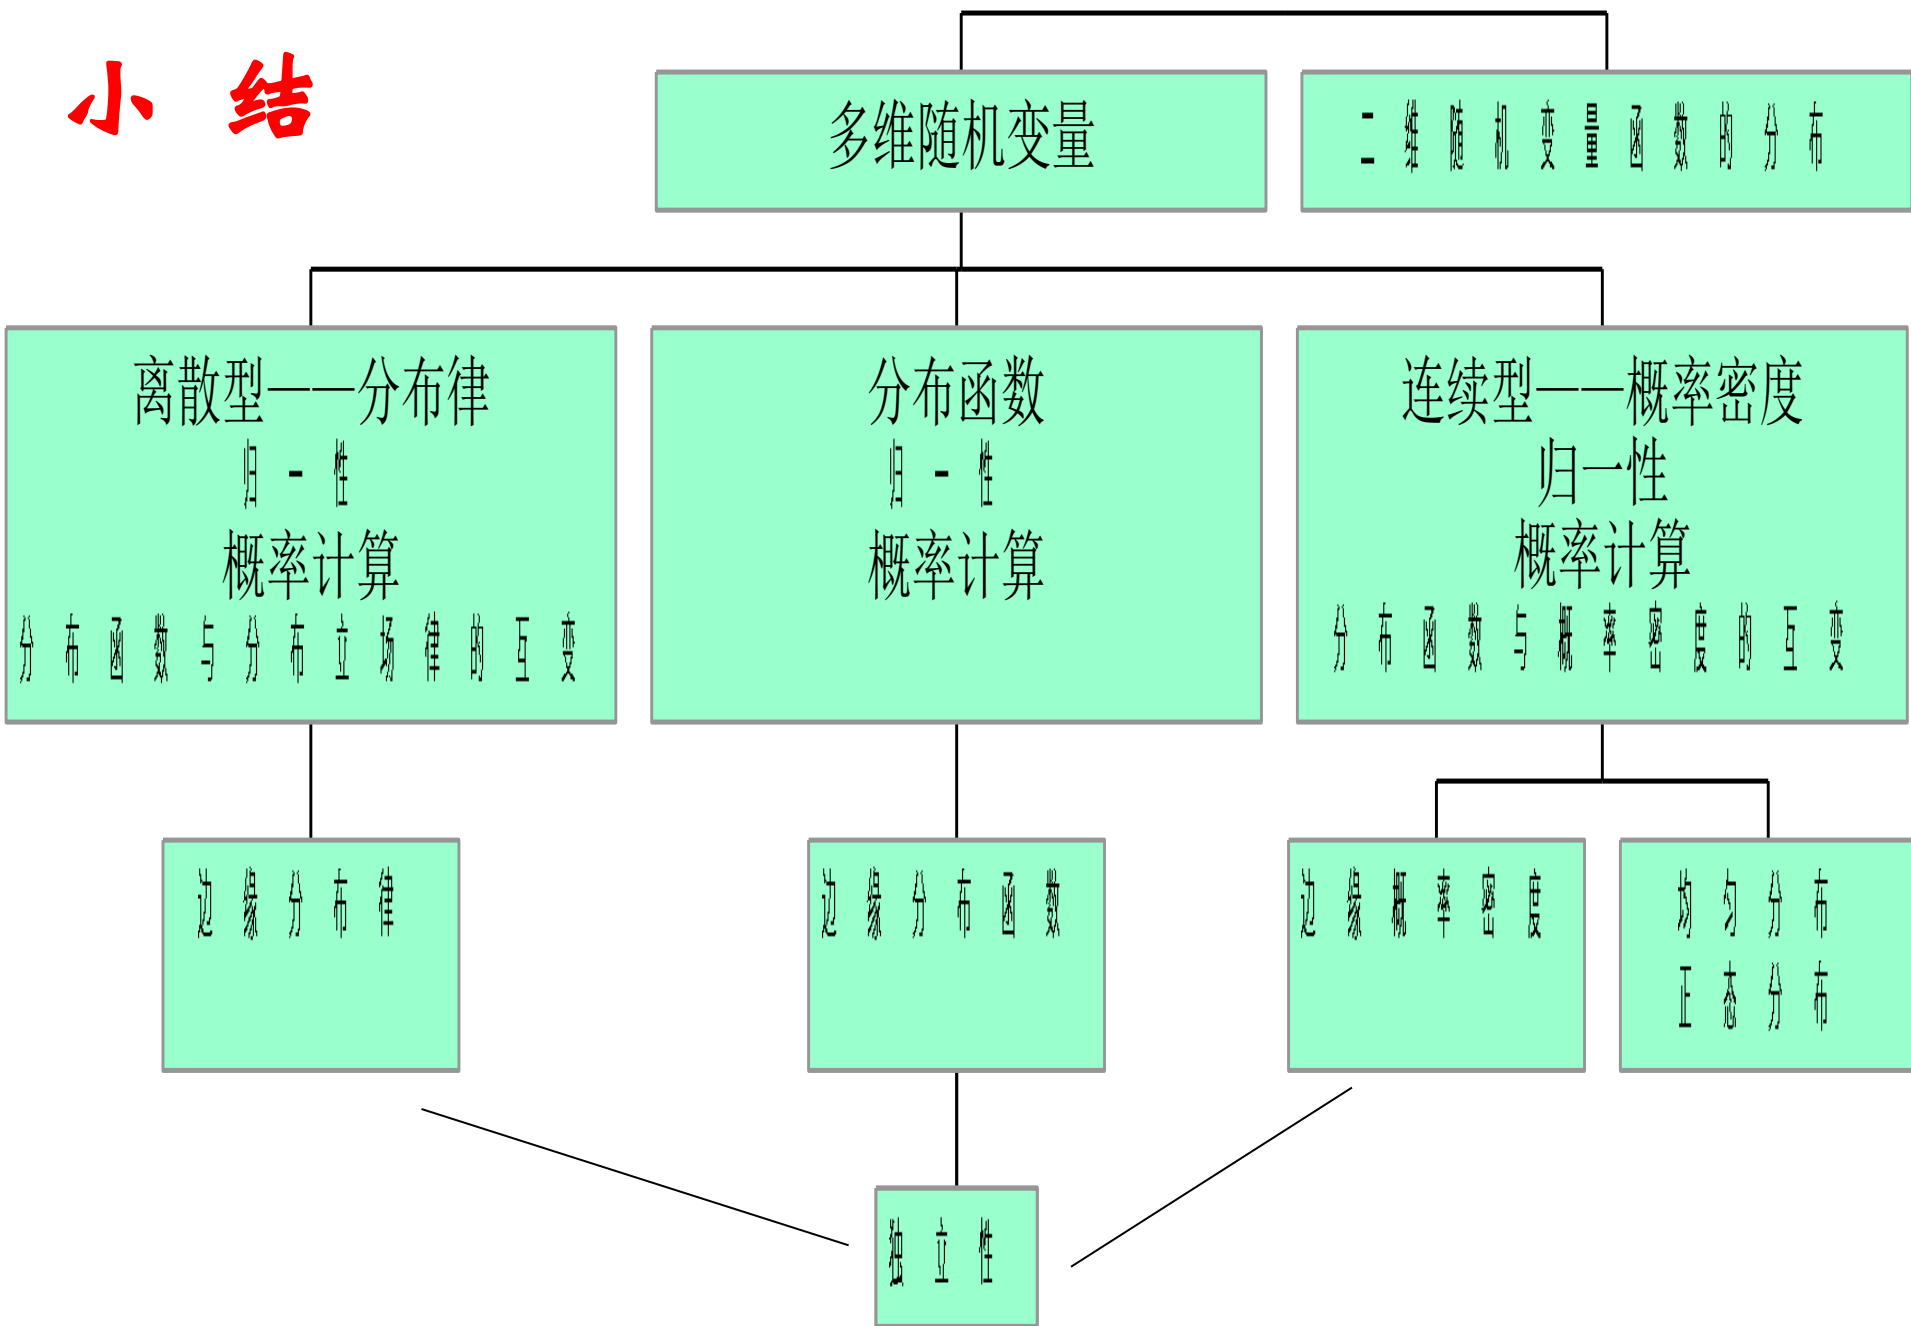 小 结
多维随机变量
二维随机变量函数的分布
离散型——分布律
归一性
概率计算
分布函数与分布立场律的互变
分布函数
归一性
概率计算
连续型——概率密度
归一性
概率计算
分布函数与概率密度的互变
边缘分布律
边缘分布函数
边缘概率密度
均匀分布
正态分布
独立性